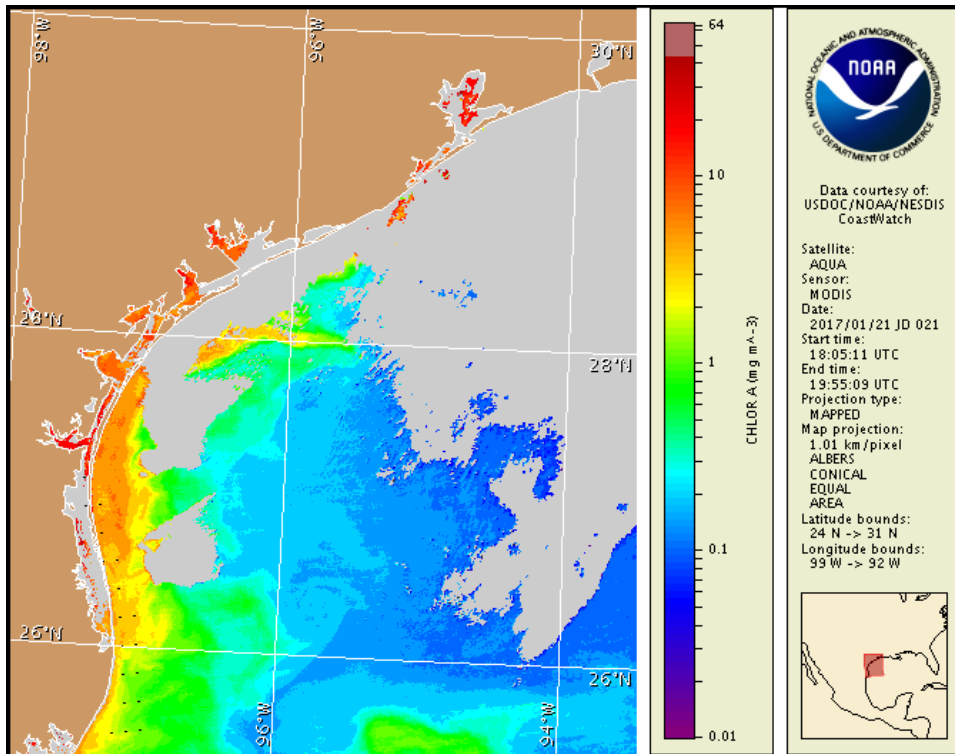 98°W
96°W
30°N
28°N
28°N
26°N
26°N
96°W
94°W
64
10
1
0.1
0.01
CHLOR A (mg m^-3)
NATIONAL OCEANIC AND ATMOSPHERIC ADMINISTRATION
NOAA
U.S. DEPARTMENT OF COMMERCE
Data courtesy of:
USDOC/NOAA/NESDIS
CoastWatch
Satellite:
AQUA
Sensor:
MODIS
Date:
2017/01/21 JD 021
Start time:
18:05:11 UTC
End time:
19:55:09 UTC
Projection type:
MAPPED
Map projection:
1.01 km/pixel
ALBERS
CONICAL
EQUAL
AREA
Latitude bounds:
24 N -> 31 N
Longitude bounds:
99 W -> 92 W